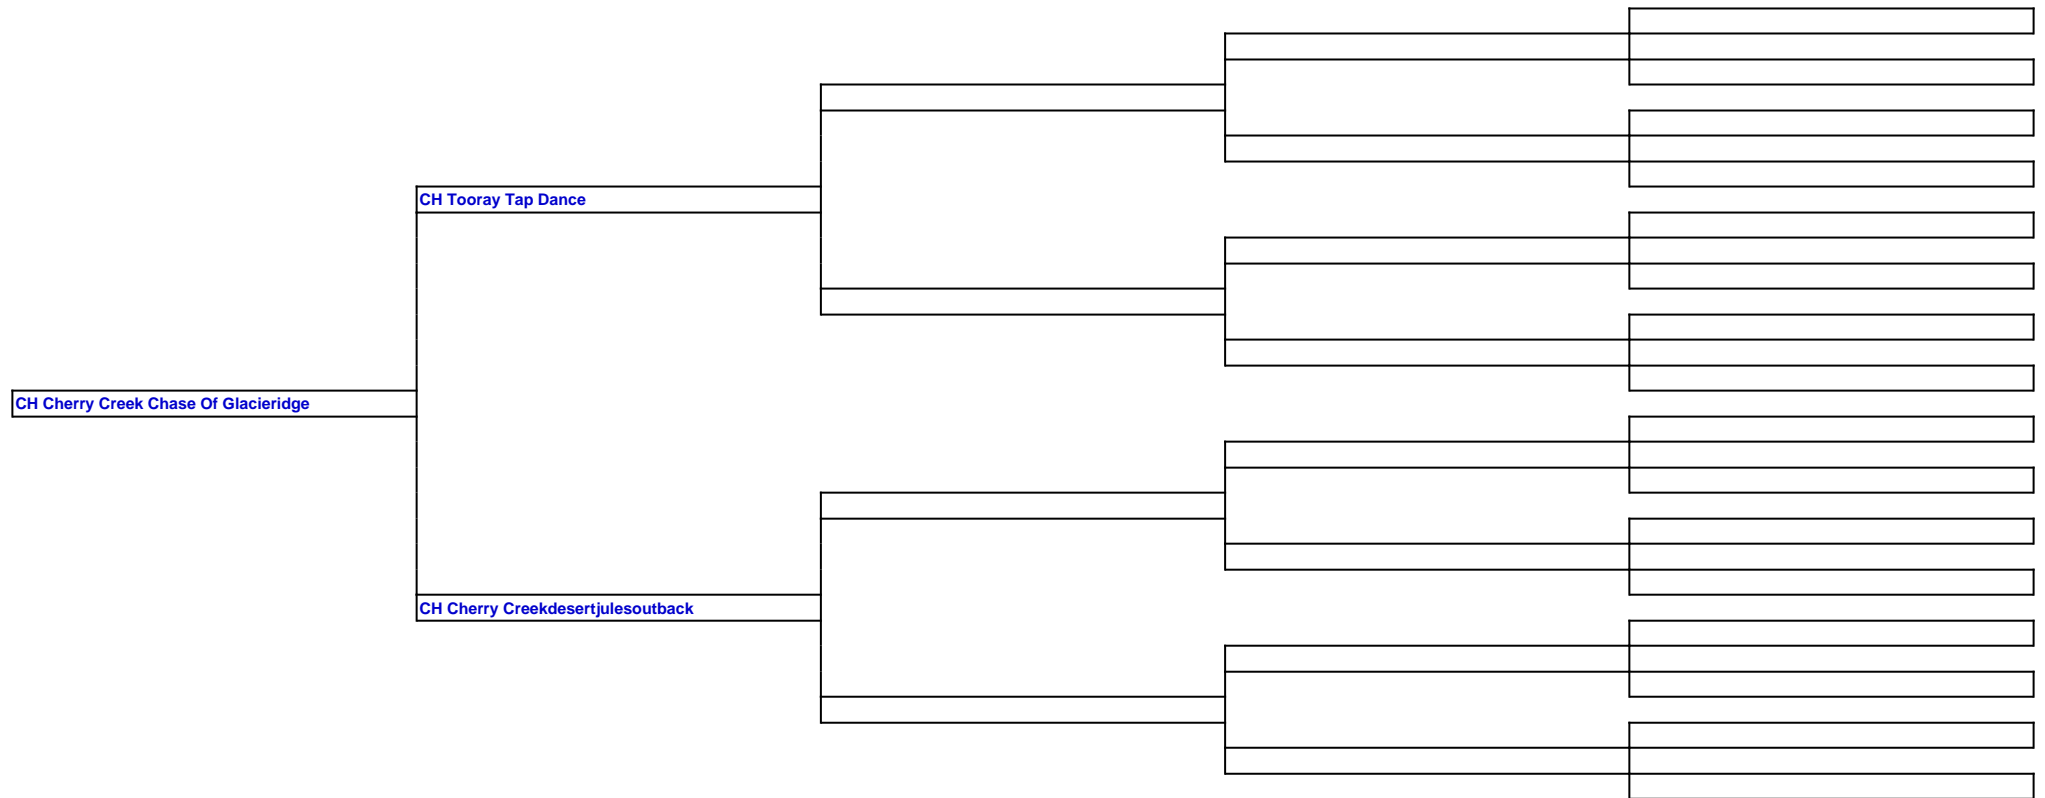 CH Tooray Tap Dance
CH Cherry Creek Chase Of Glacieridge
CH Cherry Creekdesertjulesoutback